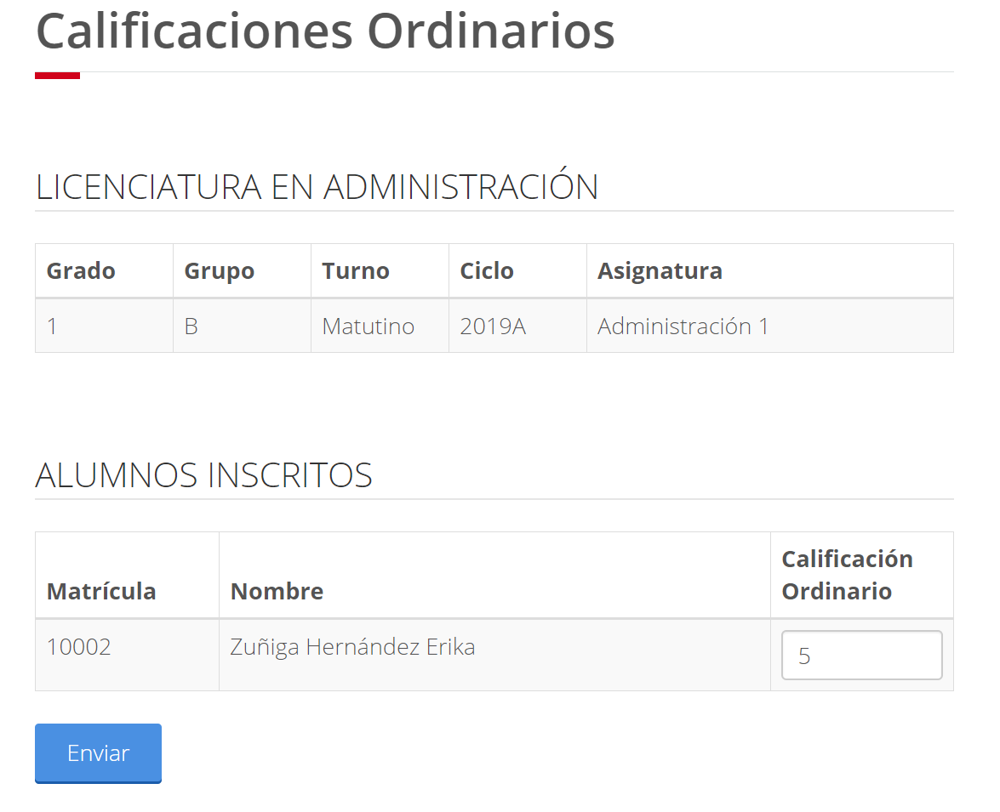 Calificaciones Ordinarios
LICENCIATURA EN ADMINISTRACIÓN
Grado Grupo Turno Ciclo Asignatura
1 B Matutino 2019A Administración 1
ALUMNOS INSCRITOS
Matrícula Nombre Calificación Ordinario
10002 Zuñiga Hernández Erika 5
Enviar